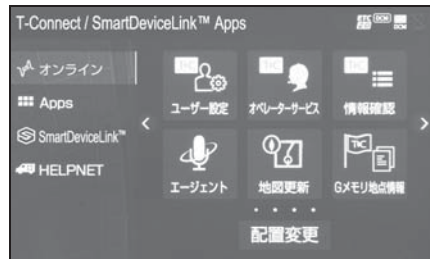 T-Connect / SmartDeviceLink™ Apps
オンライン
Apps
SmartDeviceLink™
HELPNET
ユーザー設定
オペレーターサービス
情報確認
エージェント
地図更新
Gメモリ地点情報
配置変更